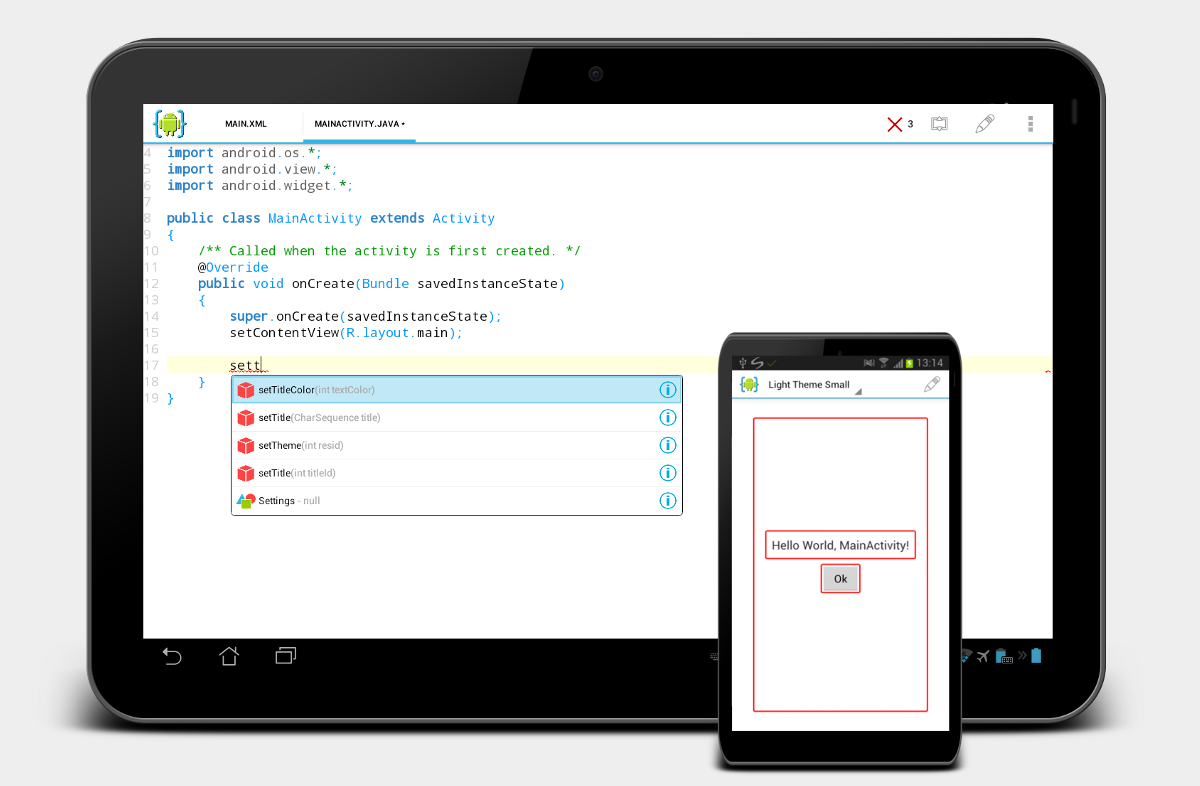 MAIN.XML
MAINACTIVITY.JAVA
3
4 import android.os.*;
5 import android.view.*;
6 import android.widget.*;
7
8 public class MainActivity extends Activity
9 {
10 /** Called when the activity is first created. */
11 @Override
12 public void onCreate(Bundle savedInstanceState)
13 {
14 super.onCreate(savedInstanceState);
15 setContentView(R.layout.main);
16
17 sett
18 }
19 }
setTitleColor(int textColor)
setTitle(CharSequence title)
setTheme(int resid)
setTitle(int titleId)
Settings - null
13:14
Light Theme Small
Hello World, MainActivity!
Ok